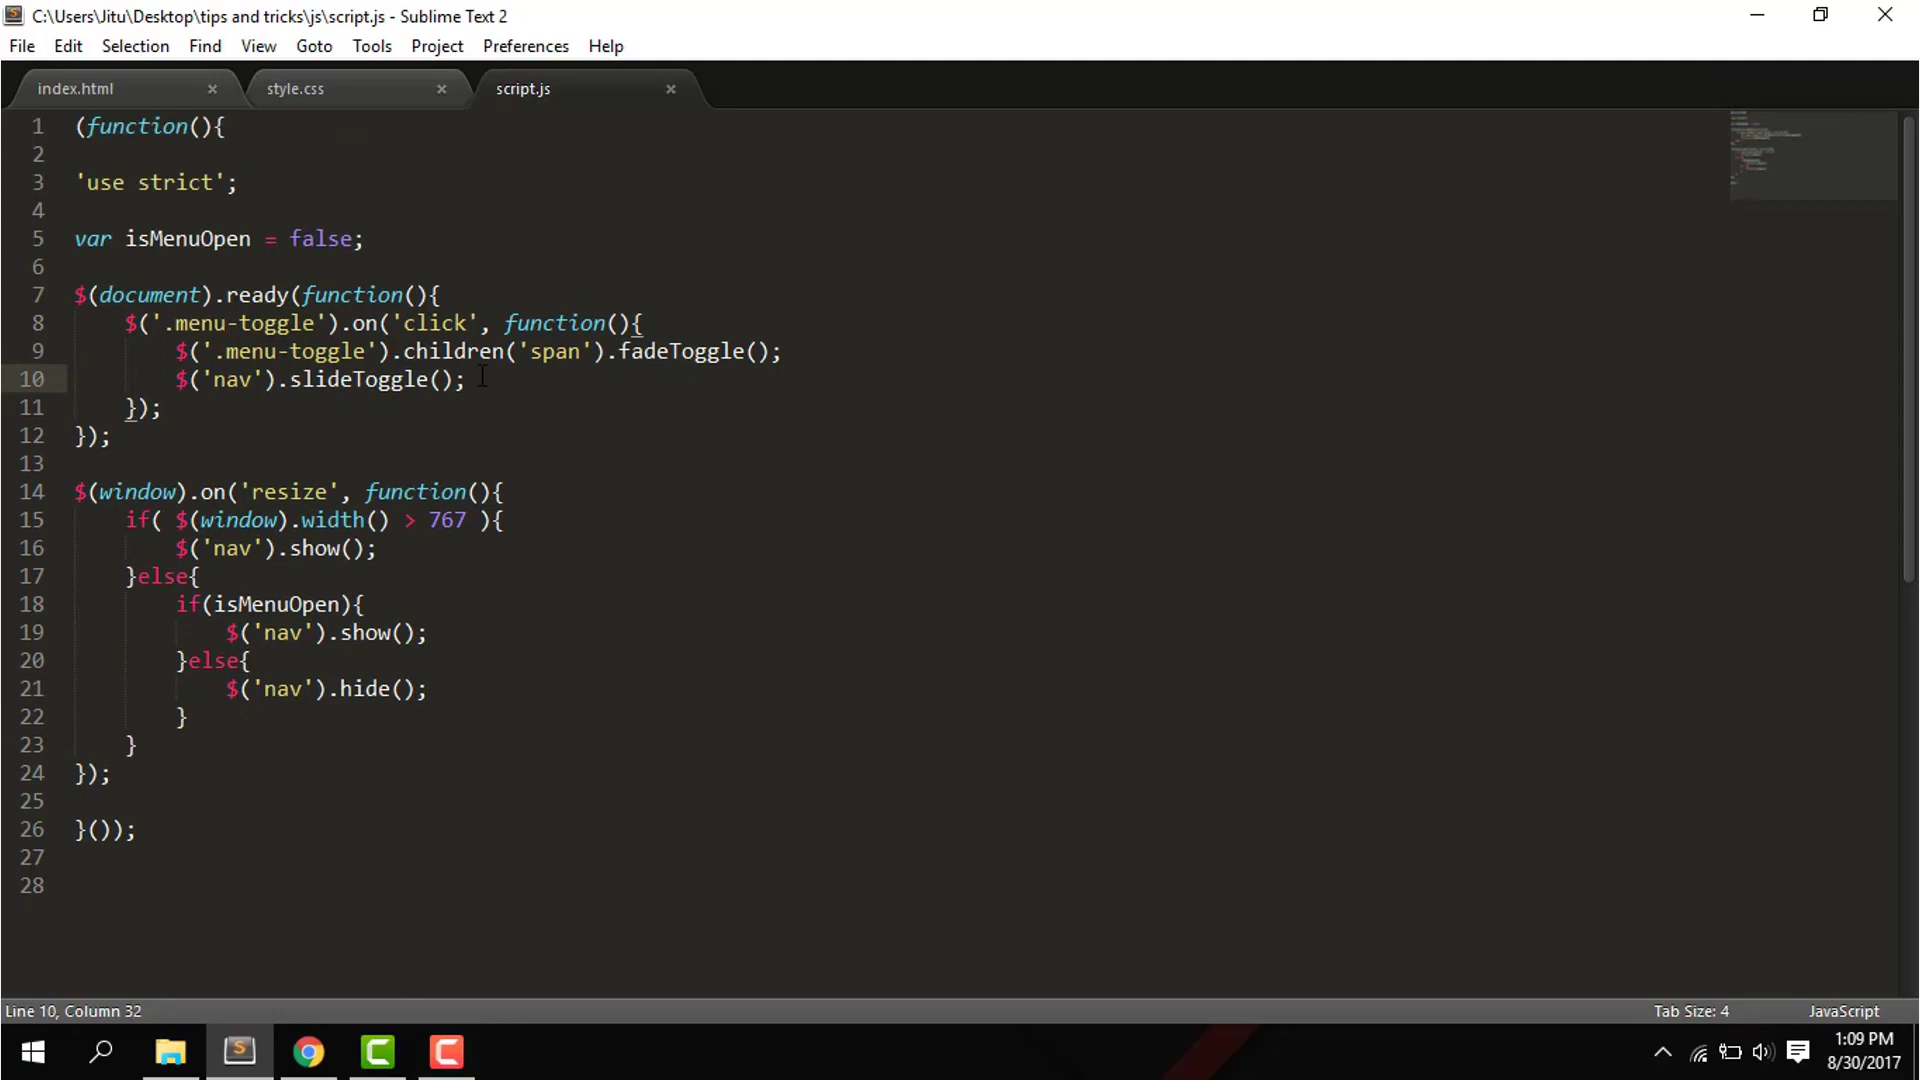 C:\Users\Jitu\Desktop\tips and tricks\js\script.js - Sublime Text 2
File Edit Selection Find View Goto Tools Project Preferences Help
index.html × style.css × script.js ×
1 (function(){
2
3 'use strict';
4
5 var isMenuOpen = false;
6
7 $(document).ready(function(){
8 $('.menu-toggle').on('click', function(){
9 $('.menu-toggle').children('span').fadeToggle();
10 $('nav').slideToggle();
11 });
12 });
13
14 $(window).on('resize', function(){
15 if( $(window).width() > 767 ){
16 $('nav').show();
17 }else{
18 if(isMenuOpen){
19 $('nav').show();
20 }else{
21 $('nav').hide();
22 }
23 }
24 });
25
26 }());
27
28
Line 10, Column 32 Tab Size: 4 JavaScript
1:09 PM
8/30/2017